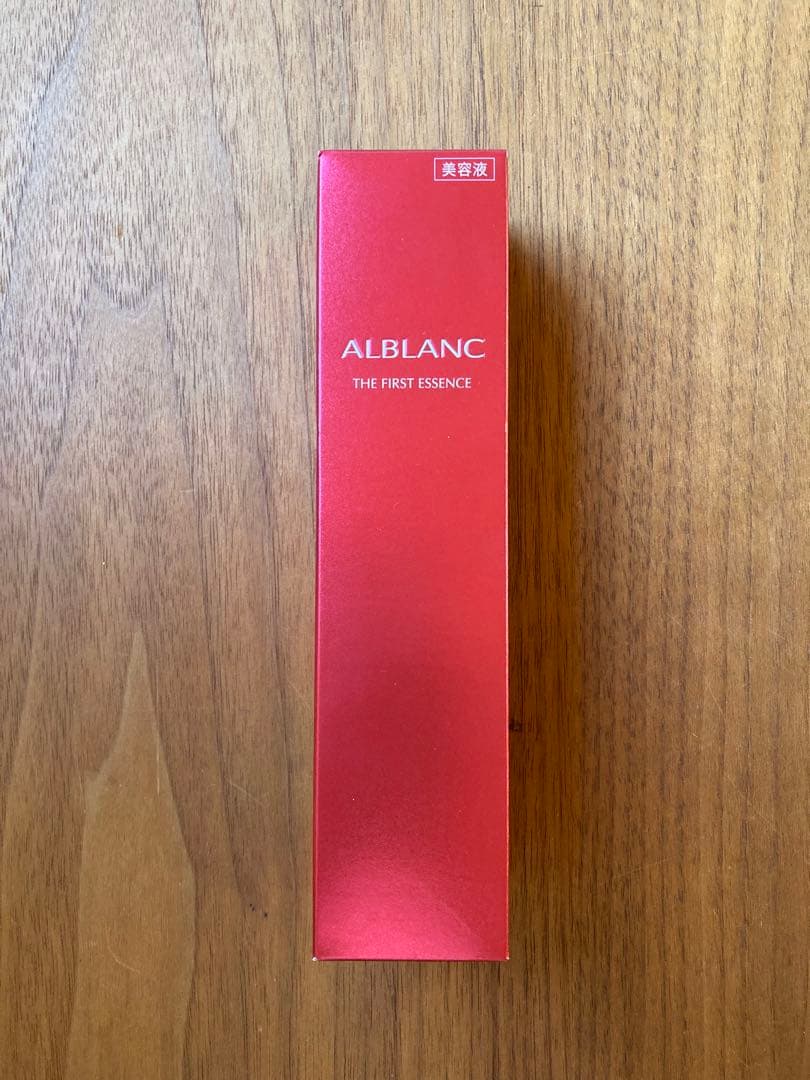 美容液
ALBLANC
THE FIRST ESSENCE